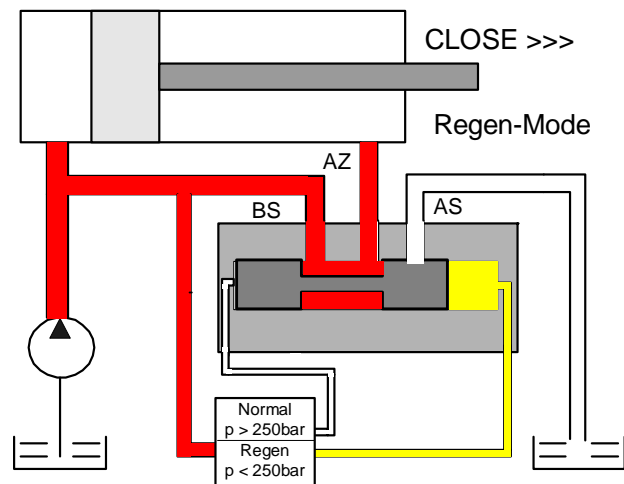 CLOSE >>>
Regen-Mode
AZ
BS
AS
Normal
p > 250bar
Regen
p < 250bar